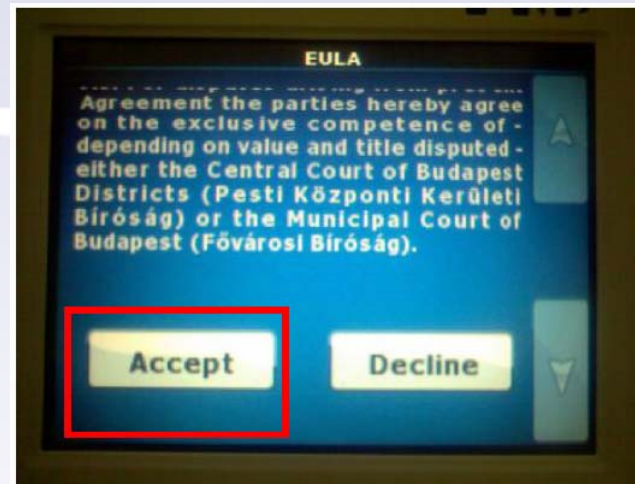 EULA
Agreement the parties hereby agree
on the exclusive competence of -
depending on value and title disputed -
either the Central Court of Budapest
Districts (Pesti Központi Kerületi
Bíróság) or the Municipal Court of
Budapest (Fővárosi Bíróság).
Accept
Decline